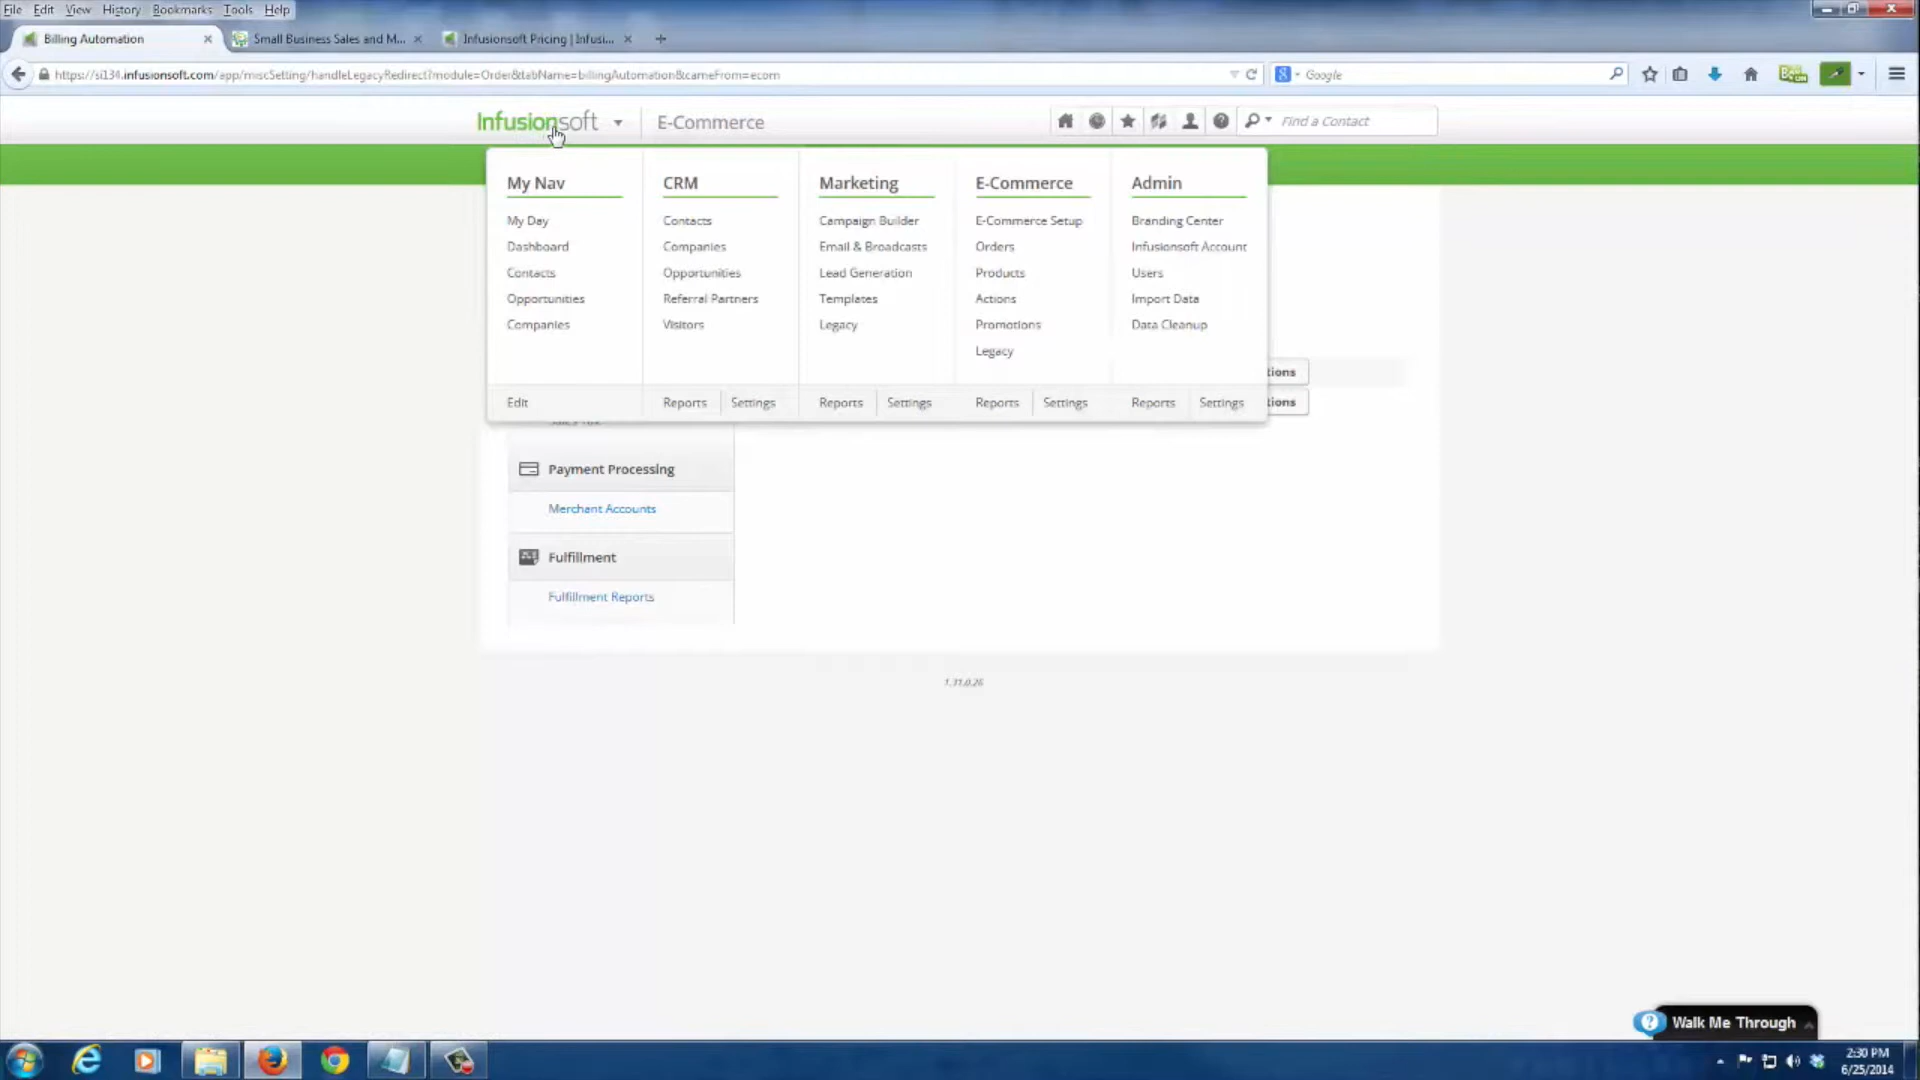 File Edit View History Bookmarks Tools Help
Billing Automation
Small Business Sales and M...
Infusionsoft Pricing | Infusi...
https://si134.infusionsoft.com/app/miscSetting/handleLegacyRedirect?module=Order&tabName=billingAutomation&cameFrom=ecom
Google
Infusionsoft
E-Commerce
Find a Contact
My Nav
My Day
Dashboard
Contacts
Opportunities
Companies
Edit
CRM
Contacts
Companies
Opportunities
Referral Partners
Visitors
Reports
Settings
Marketing
Campaign Builder
Email & Broadcasts
Lead Generation
Templates
Legacy
Reports
Settings
E-Commerce
E-Commerce Setup
Orders
Products
Actions
Promotions
Legacy
Reports
Settings
Admin
Branding Center
Infusionsoft Account
Users
Import Data
Data Cleanup
Reports
Settings
tions
tions
Payment Processing
Merchant Accounts
Fulfillment
Fulfillment Reports
1.31.0.26
Walk Me Through
2:30 PM
6/25/2014